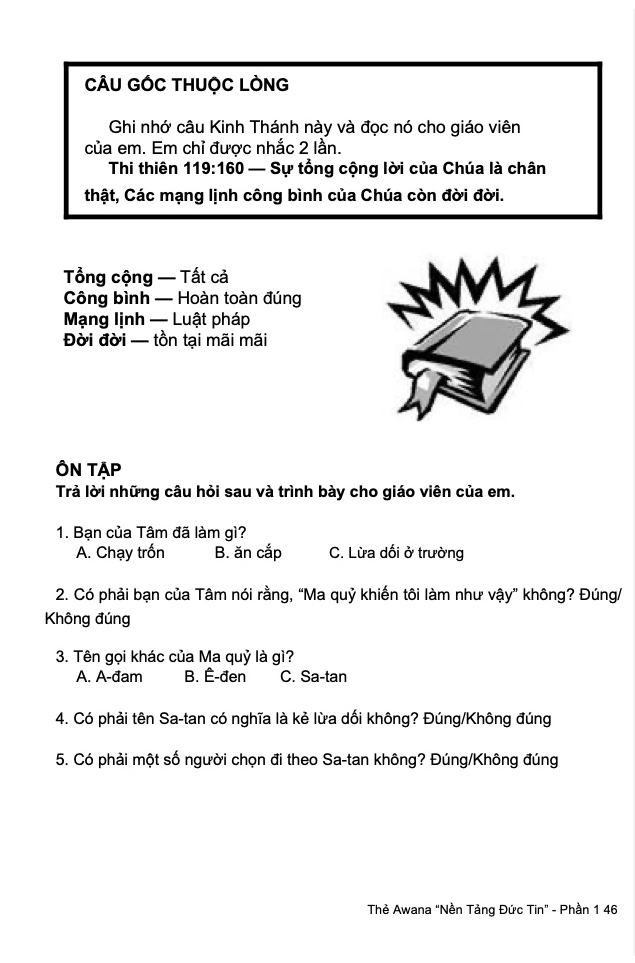 CÂU GỐC THUỘC LÒNG
Ghi nhớ câu Kinh Thánh này và đọc nó cho giáo viên
của em. Em chỉ được nhắc 2 lần.
Thi thiên 119:160 — Sự tổng cộng lời của Chúa là chân
thật, Các mạng lịnh công bình của Chúa còn đời đời.
Tổng cộng — Tất cả
Công bình — Hoàn toàn đúng
Mạng lịnh — Luật pháp
Đời đời — tồn tại mãi mãi
ÔN TẬP
Trả lời những câu hỏi sau và trình bày cho giáo viên của em.
1. Bạn của Tâm đã làm gì?
A. Chạy trốn B. ăn cắp C. Lừa dối ở trường
2. Có phải bạn của Tâm nói rằng, “Ma quỷ khiến tôi làm như vậy” không? Đúng/
Không đúng
3. Tên gọi khác của Ma quỷ là gì?
A. A-đam B. Ê-đen C. Sa-tan
4. Có phải tên Sa-tan có nghĩa là kẻ lừa dối không? Đúng/Không đúng
5. Có phải một số người chọn đi theo Sa-tan không? Đúng/Không đúng
Thẻ Awana “Nền Tảng Đức Tin” - Phần 1 46